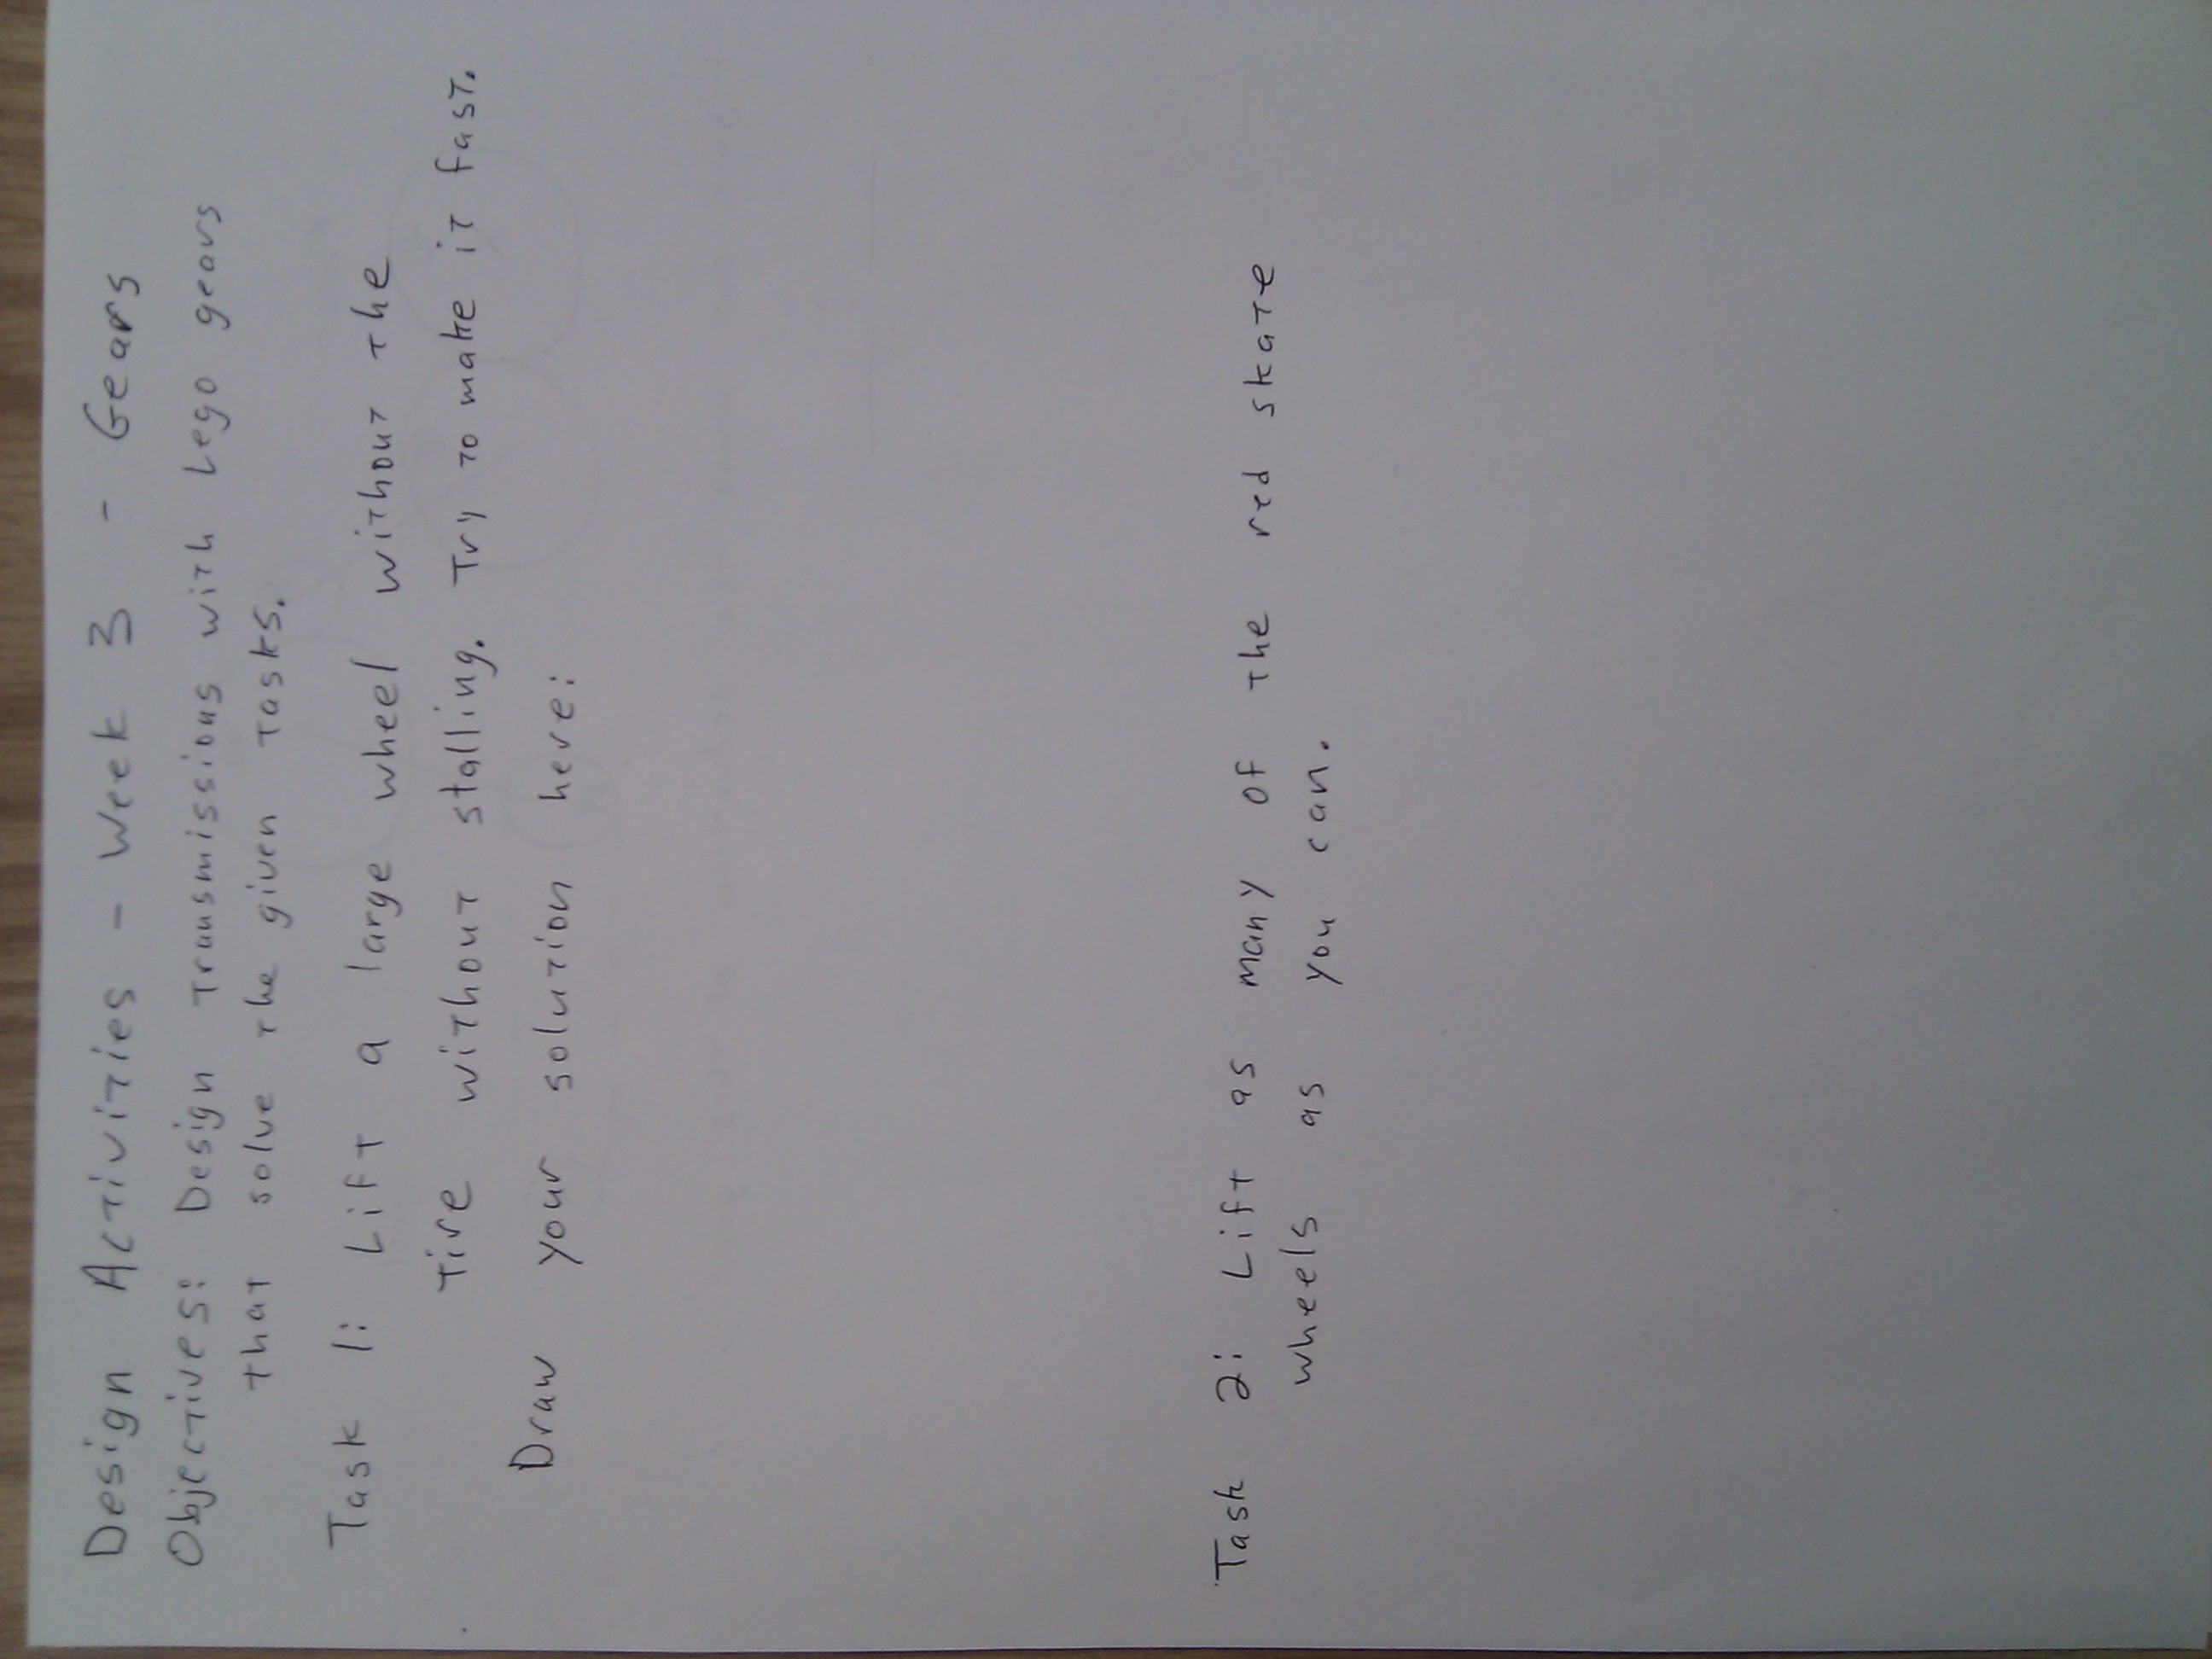 Design Activities - Week 3 - Gears
Objectives: Design transmissions with Lego gears
that solve the given tasks.
Task 1: Lift a large wheel without the
tire without stalling. Try to make it fast.
Draw your solution here:
Task 2: Lift as many of the red skate
wheels as you can.